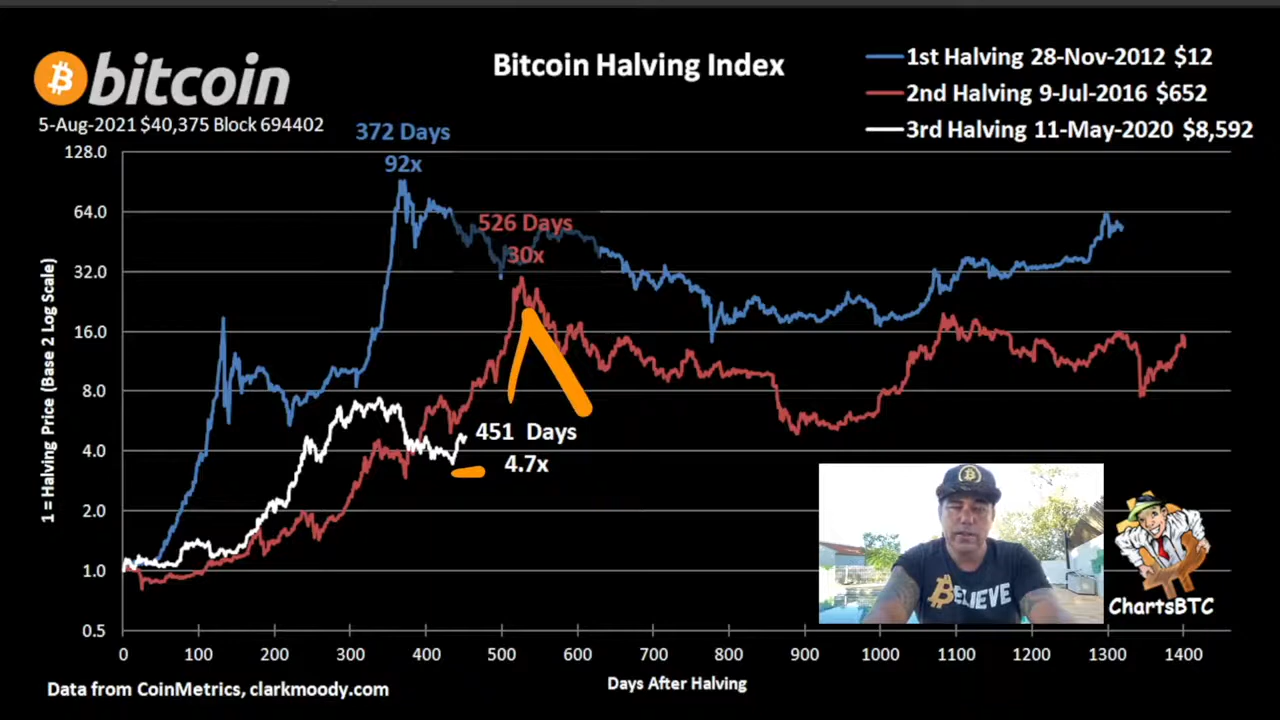 bitcoin
5-Aug-2021 $40,375 Block 694402
Bitcoin Halving Index
1st Halving 28-Nov-2012 $12
2nd Halving 9-Jul-2016 $652
3rd Halving 11-May-2020 $8,592
372 Days
92x
526 Days
30x
451 Days
4.7x
1 = Halving Price (Base 2 Log Scale)
128.0
64.0
32.0
16.0
8.0
4.0
2.0
1.0
0.5
0 100 200 300 400 500 600 700 800 900 1000 1100 1200 1300 1400
Days After Halving
Data from CoinMetrics, clarkmoody.com
BELIEVE
ChartsBTC